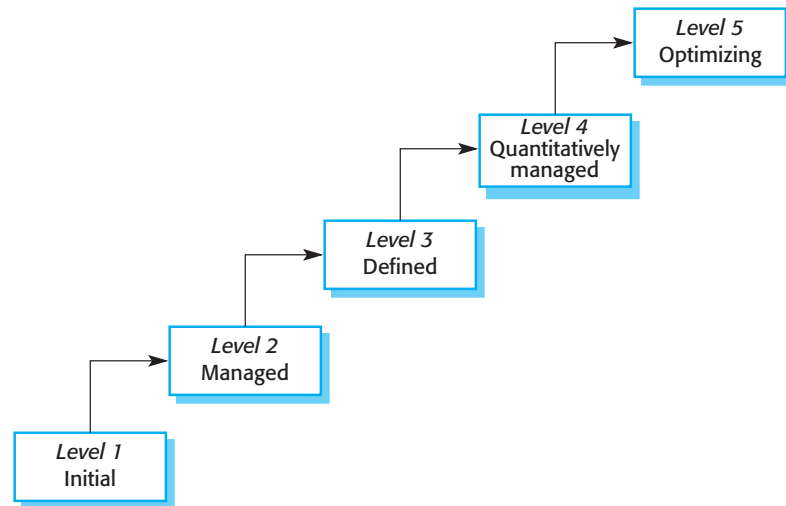 Level 5
Optimizing
Level 4
Quantitatively
managed
Level 3
Defined
Level 2
Managed
Level 1
Initial